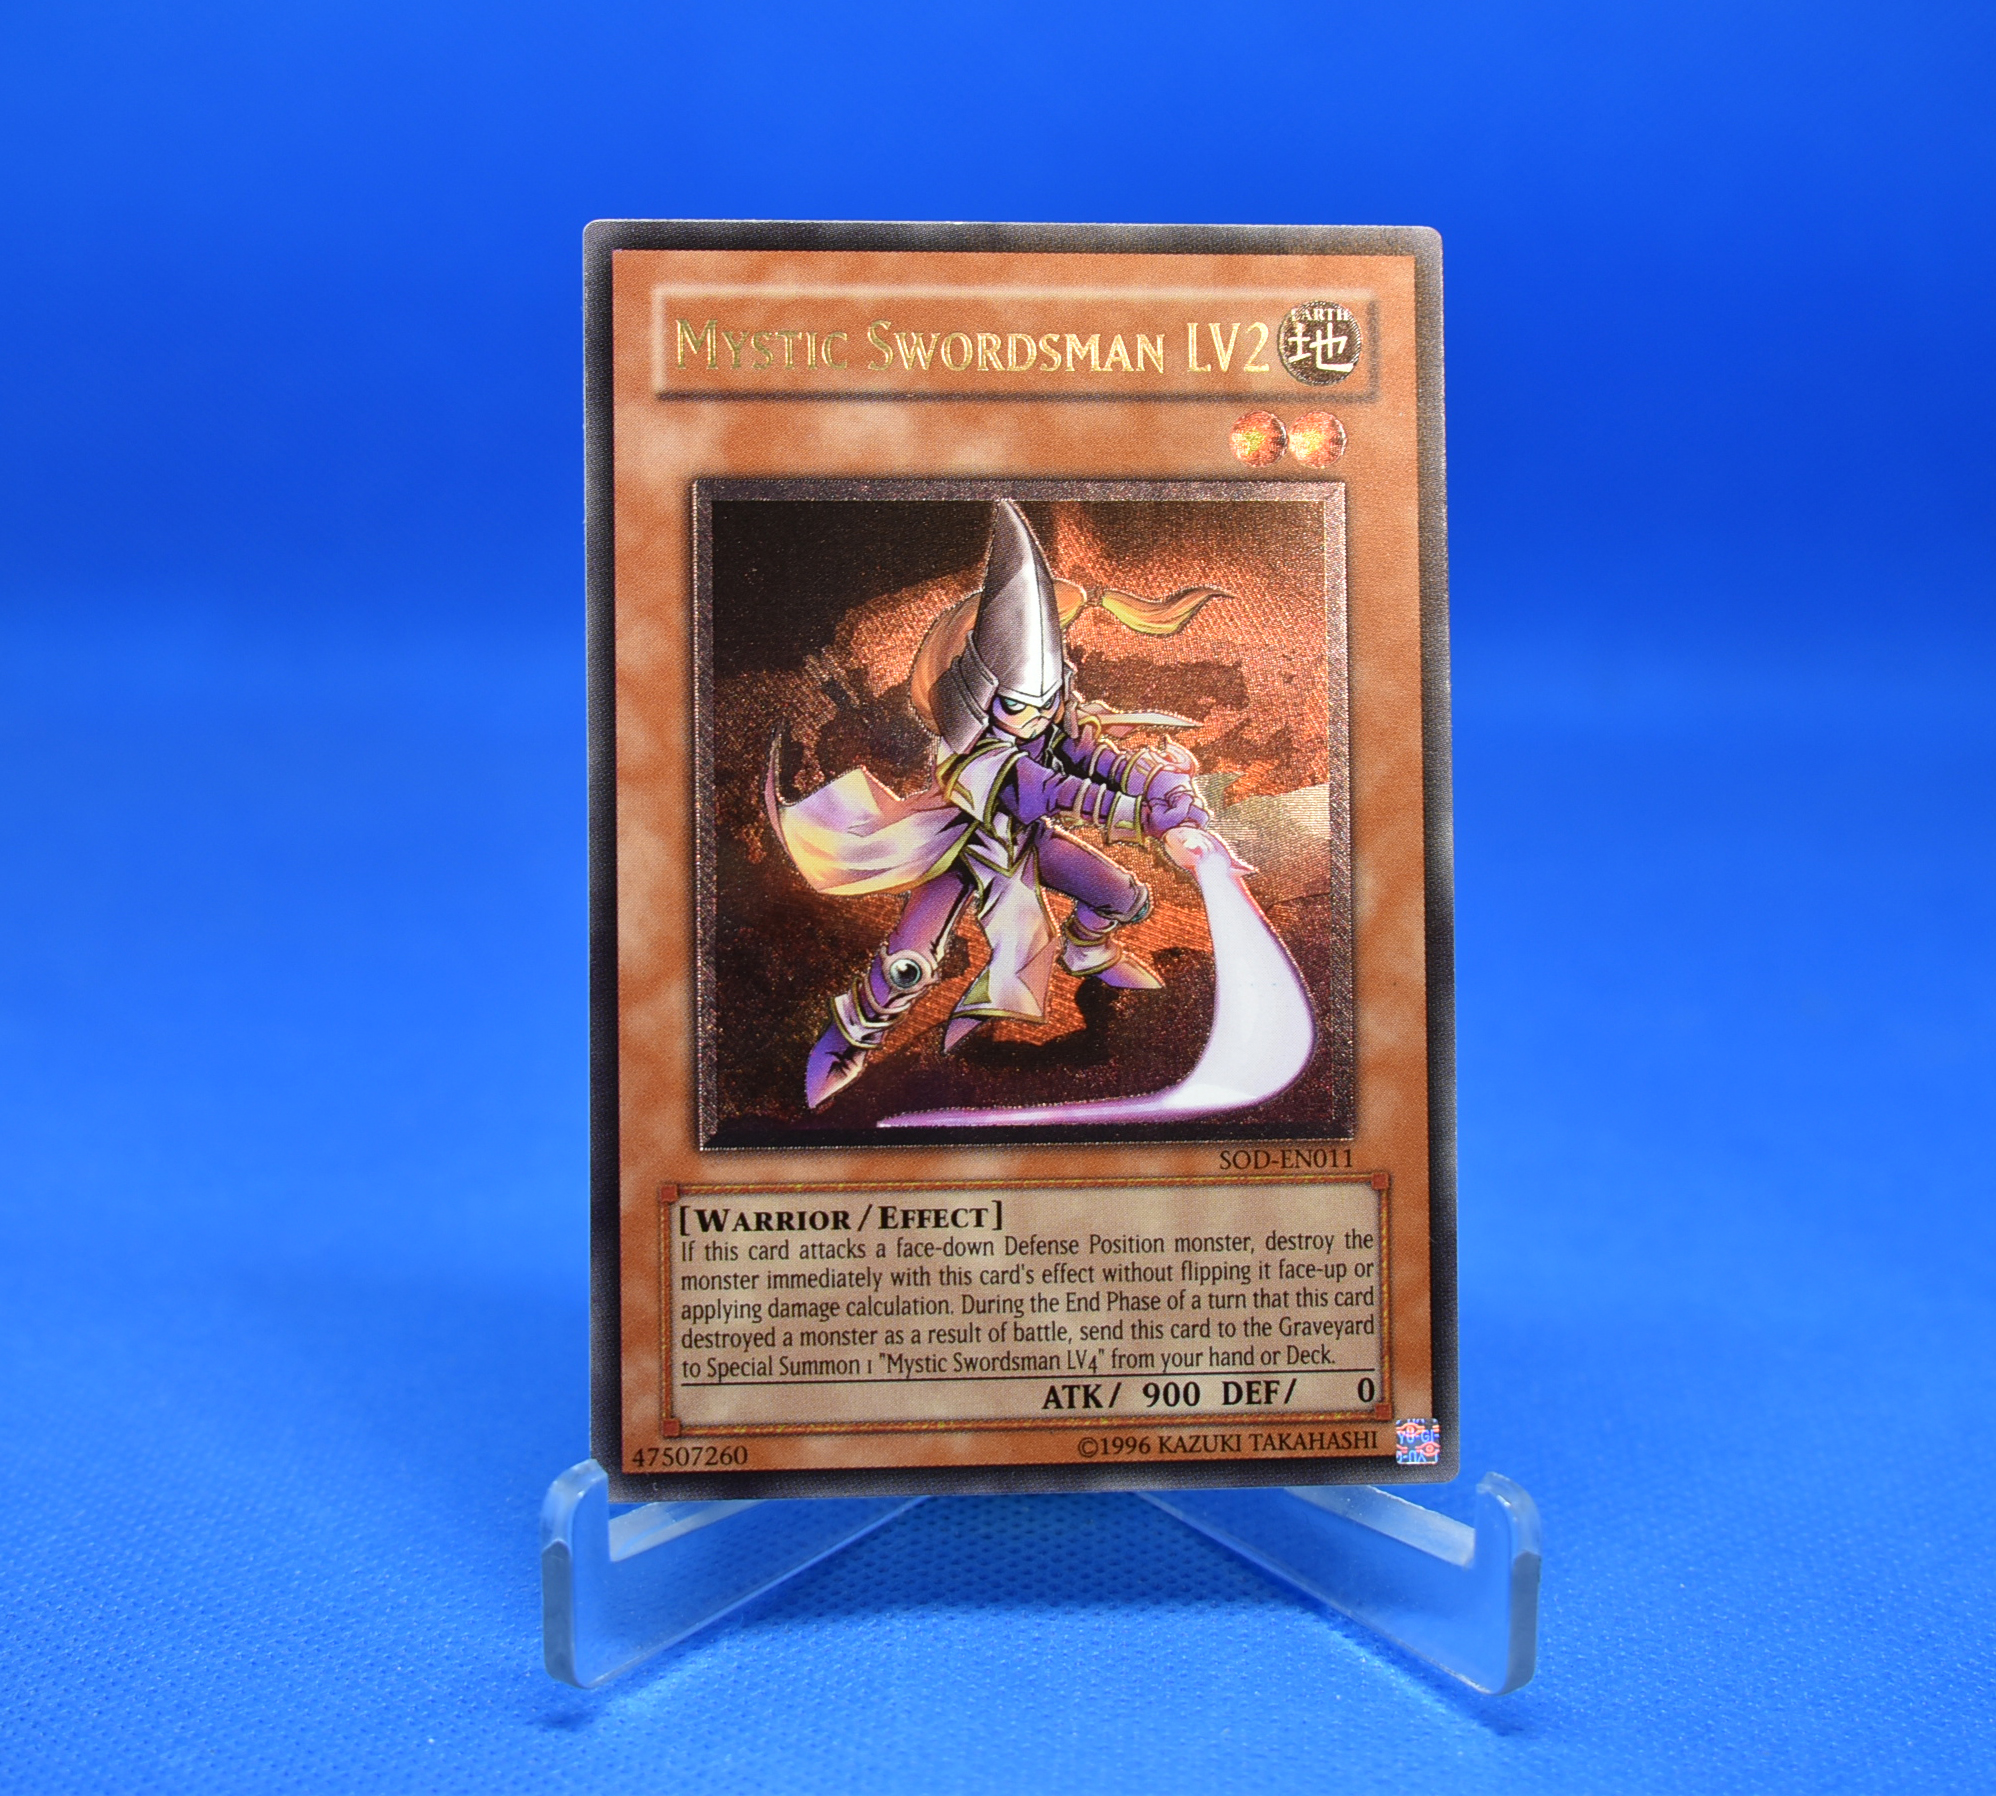 Mystic Swordsman LV2
EARTH
地
SOD-EN011
[Warrior/Effect]
If this card attacks a face-down Defense Position monster, destroy the
monster immediately with this card's effect without flipping it face-up or
applying damage calculation. During the End Phase of a turn that this card
destroyed a monster as a result of battle, send this card to the Graveyard
to Special Summon 1 "Mystic Swordsman LV4" from your hand or Deck.
ATK/ 900 DEF/ 0
47507260
©1996 KAZUKI TAKAHASHI